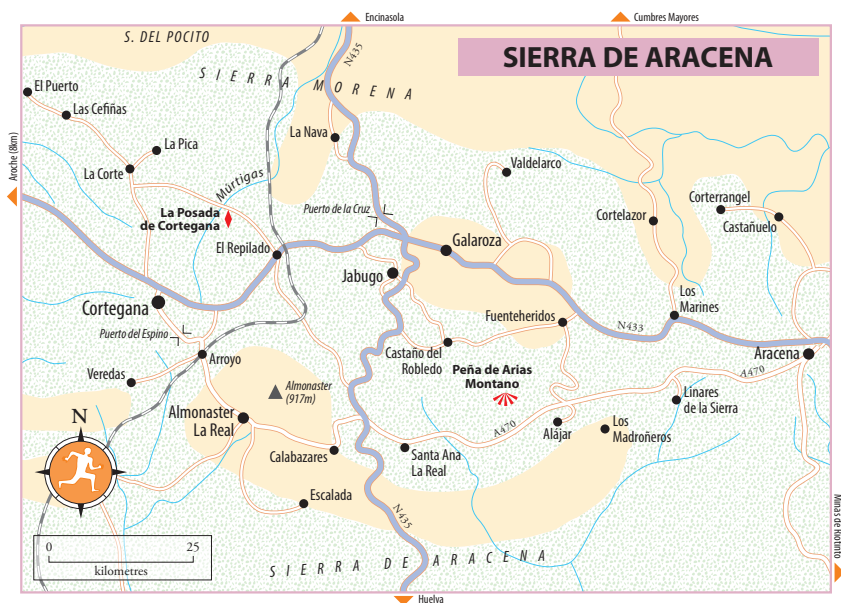 Encinasola
Cumbres Mayores
S. DEL POCITO
SIERRA DE ARACENA
N435
SIERRA MORENA
El Puerto
Las Cefiñas
La Nava
La Pica
Aroche (8km)
La Corte
Valdelarco
Múrtigas
La Posada
de Cortegana
Puerto de la Cruz
Corterrangel
Cortelazor
Castañuelo
El Repilado
Galaroza
Jabugo
Cortegana
Los
Marines
Fuenteheridos
N433
Puerto del Espino
Arroyo
Castaño del
Robledo
Aracena
Peña de Arias
Montano
A470
Veredas
Almonaster
(917m)
Linares
de la Sierra
N
Almonaster
La Real
A470
Alájar
Los
Madroñeros
Calabazares
Santa Ana
La Real
Escalada
N435
Minas de Riotinto
0 25
kilometres
SIERRA DE ARACENA
Huelva